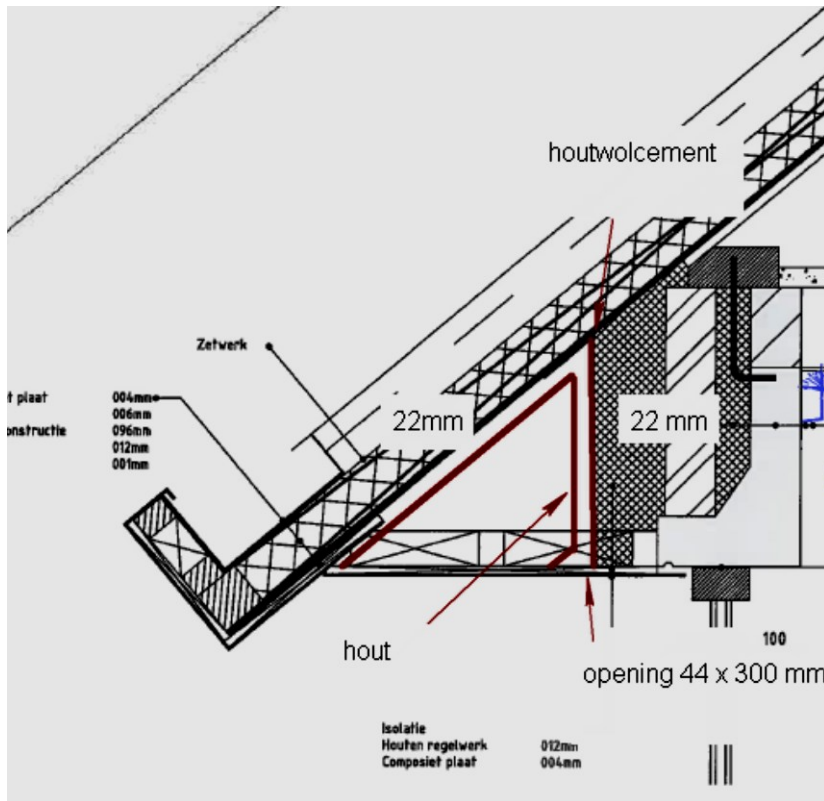 houtwolcement
Zetwerk
t plaat 004mm
006mm
onstructie 096mm
012mm
001mm
22mm
22 mm
hout
100
opening 44 x 300 mm
Isolatie
Houten regelwerk 012mm
Composiet plaat 004mm